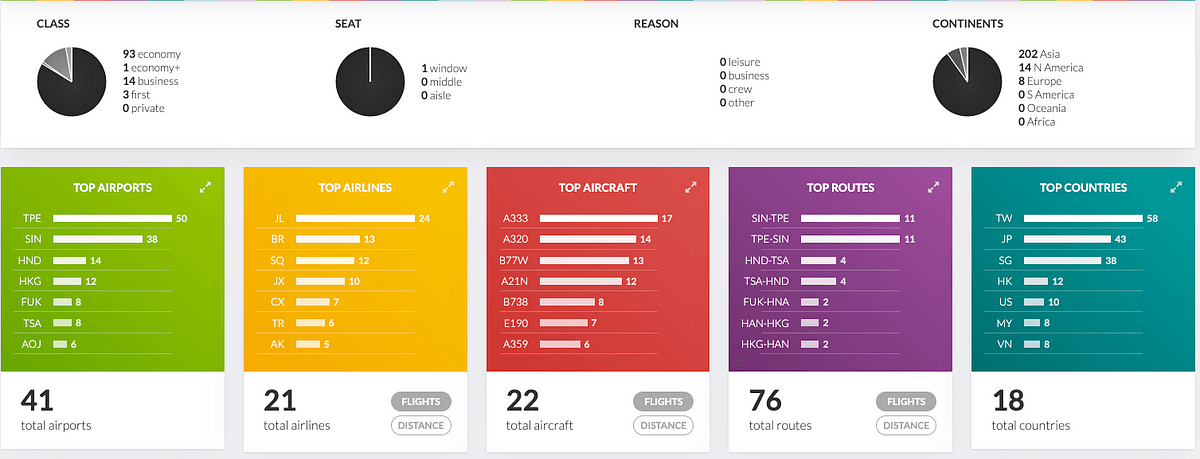 CLASS
93 economy
1 economy+
14 business
3 first
0 private
SEAT
1 window
0 middle
0 aisle
REASON
0 leisure
0 business
0 crew
0 other
CONTINENTS
202 Asia
14 N America
8 Europe
0 S America
0 Oceania
0 Africa
TOP AIRPORTS
TPE 50
SIN 38
HND 14
HKG 12
FUK 8
TSA 8
AOJ 6
41
total airports
TOP AIRLINES
JL 24
BR 13
SQ 12
JX 10
CX 7
TR 6
AK 5
21
total airlines
FLIGHTS
DISTANCE
TOP AIRCRAFT
A333 17
A320 14
B77W 13
A21N 12
B738 8
E190 7
A359 6
22
total aircraft
FLIGHTS
DISTANCE
TOP ROUTES
SIN-TPE 11
TPE-SIN 11
HND-TSA 4
TSA-HND 4
FUK-HNA 2
HAN-HKG 2
HKG-HAN 2
76
total routes
FLIGHTS
DISTANCE
TOP COUNTRIES
TW 58
JP 43
SG 38
HK 12
US 10
MY 8
VN 8
18
total countries